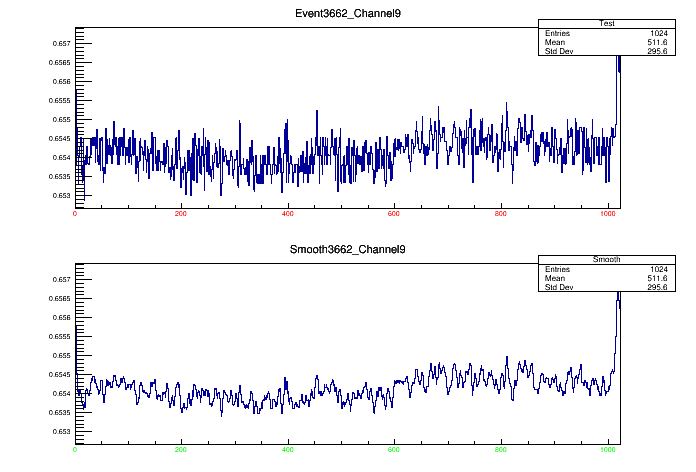 Event3662_Channel9
Test
Entries 1024
Mean 511.6
Std Dev 295.6
0.657
0.6565
0.656
0.6555
0.655
0.6545
0.654
0.6535
0.653
0 200 400 600 800 1000
Smooth3662_Channel9
Smooth
Entries 1024
Mean 511.6
Std Dev 295.6
0.657
0.6565
0.656
0.6555
0.655
0.6545
0.654
0.6535
0.653
0 200 400 600 800 1000